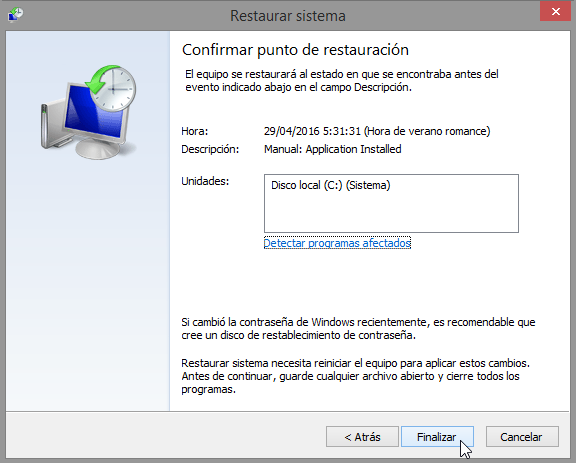 Restaurar sistema
Confirmar punto de restauración
El equipo se restaurará al estado en que se encontraba antes del
evento indicado abajo en el campo Descripción.
Hora: 29/04/2016 5:31:31 (Hora de verano romance)
Descripción: Manual: Application Installed
Unidades: Disco local (C:) (Sistema)
Detectar programas afectados
Si cambió la contraseña de Windows recientemente, es recomendable que
cree un disco de restablecimiento de contraseña.
Restaurar sistema necesita reiniciar el equipo para aplicar estos cambios.
Antes de continuar, guarde cualquier archivo abierto y cierre todos los
programas.
< Atrás Finalizar Cancelar